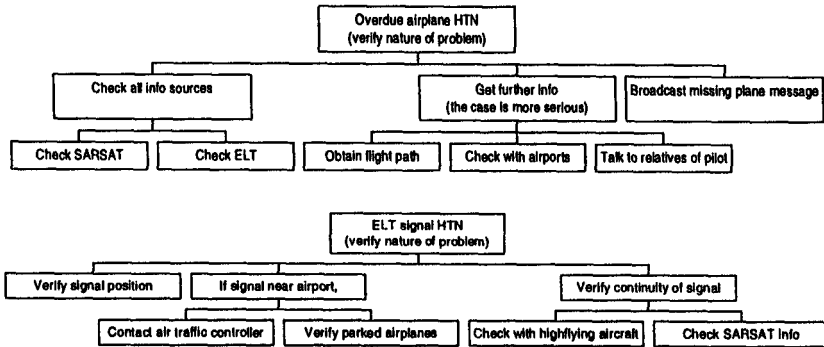 Overdue airplane HTN
(verify nature of problem)
Check all info sources
Get further info
(the case is more serious)
Broadcast missing plane message
Check SARSAT
Check ELT
Obtain flight path
Check with airports
Talk to relatives of pilot
ELT signal HTN
(verify nature of problem)
Verify signal position
If signal near airport,
Verify continuity of signal
Contact air traffic controller
Verify parked airplanes
Check with highflying aircraft
Check SARSAT Info